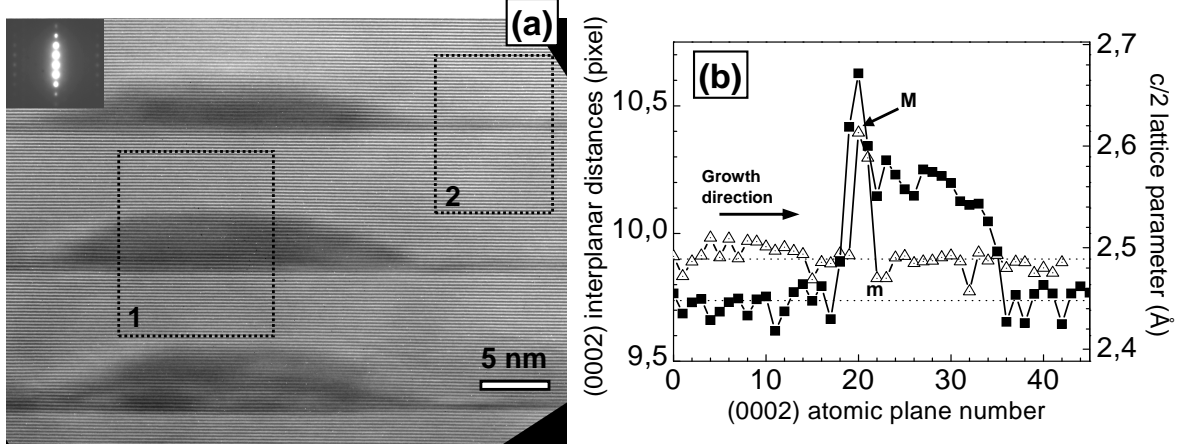 (a)
2
1
5 nm
(b)
(0002) interplanar distances (pixel)
10,5
10,0
9,5
M
Growth
direction
m
0
10
20
30
40
(0002) atomic plane number
2,7
2,6
2,5
2,4
c/2 lattice parameter (Å)